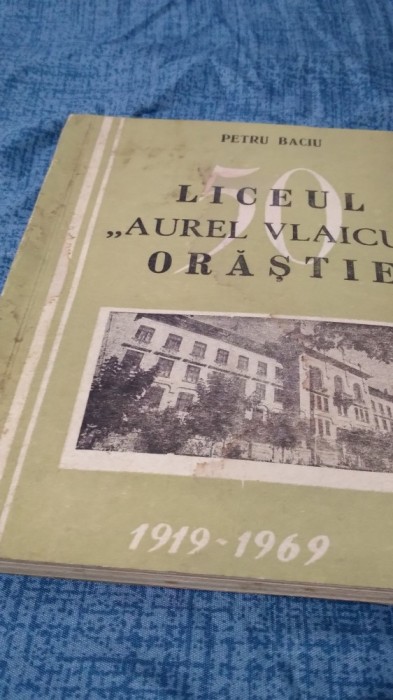 PETRU BACIU
50
LICEUL
„AUREL VLAICU
ORĂŞTIE
1919-1969